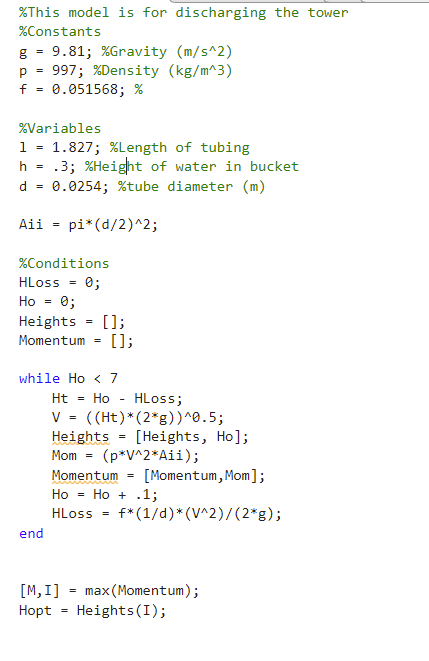 %This model is for discharging the tower
%Constants
g = 9.81; %Gravity (m/s^2)
p = 997; %Density (kg/m^3)
f = 0.051568; %
%Variables
l = 1.827; %Length of tubing
h = .3; %Height of water in bucket
d = 0.0254; %tube diameter (m)
Aii = pi*(d/2)^2;
%Conditions
HLoss = 0;
Ho = 0;
Heights = [];
Momentum = [];
while Ho < 7
Ht = Ho - HLoss;
V = ((Ht)*(2*g))^0.5;
Heights = [Heights, Ho];
Mom = (p*V^2*Aii);
Momentum = [Momentum,Mom];
Ho = Ho + .1;
HLoss = f*(1/d)*(V^2)/(2*g);
end
[M,I] = max(Momentum);
Hopt = Heights(I);